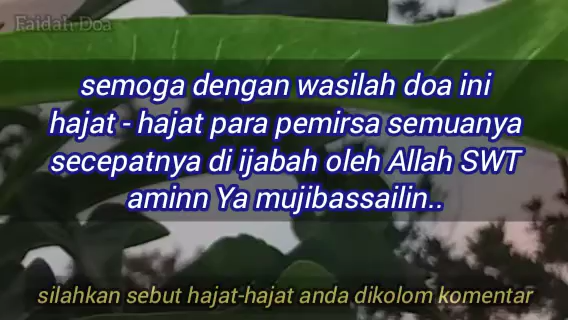 Faidah Doa
semoga dengan wasilah doa ini
hajat - hajat para pemirsa semuanya
secepatnya di ijabah oleh Allah SWT
aminn Ya mujibassailin..
silahkan sebut hajat-hajat anda dikolom komentar